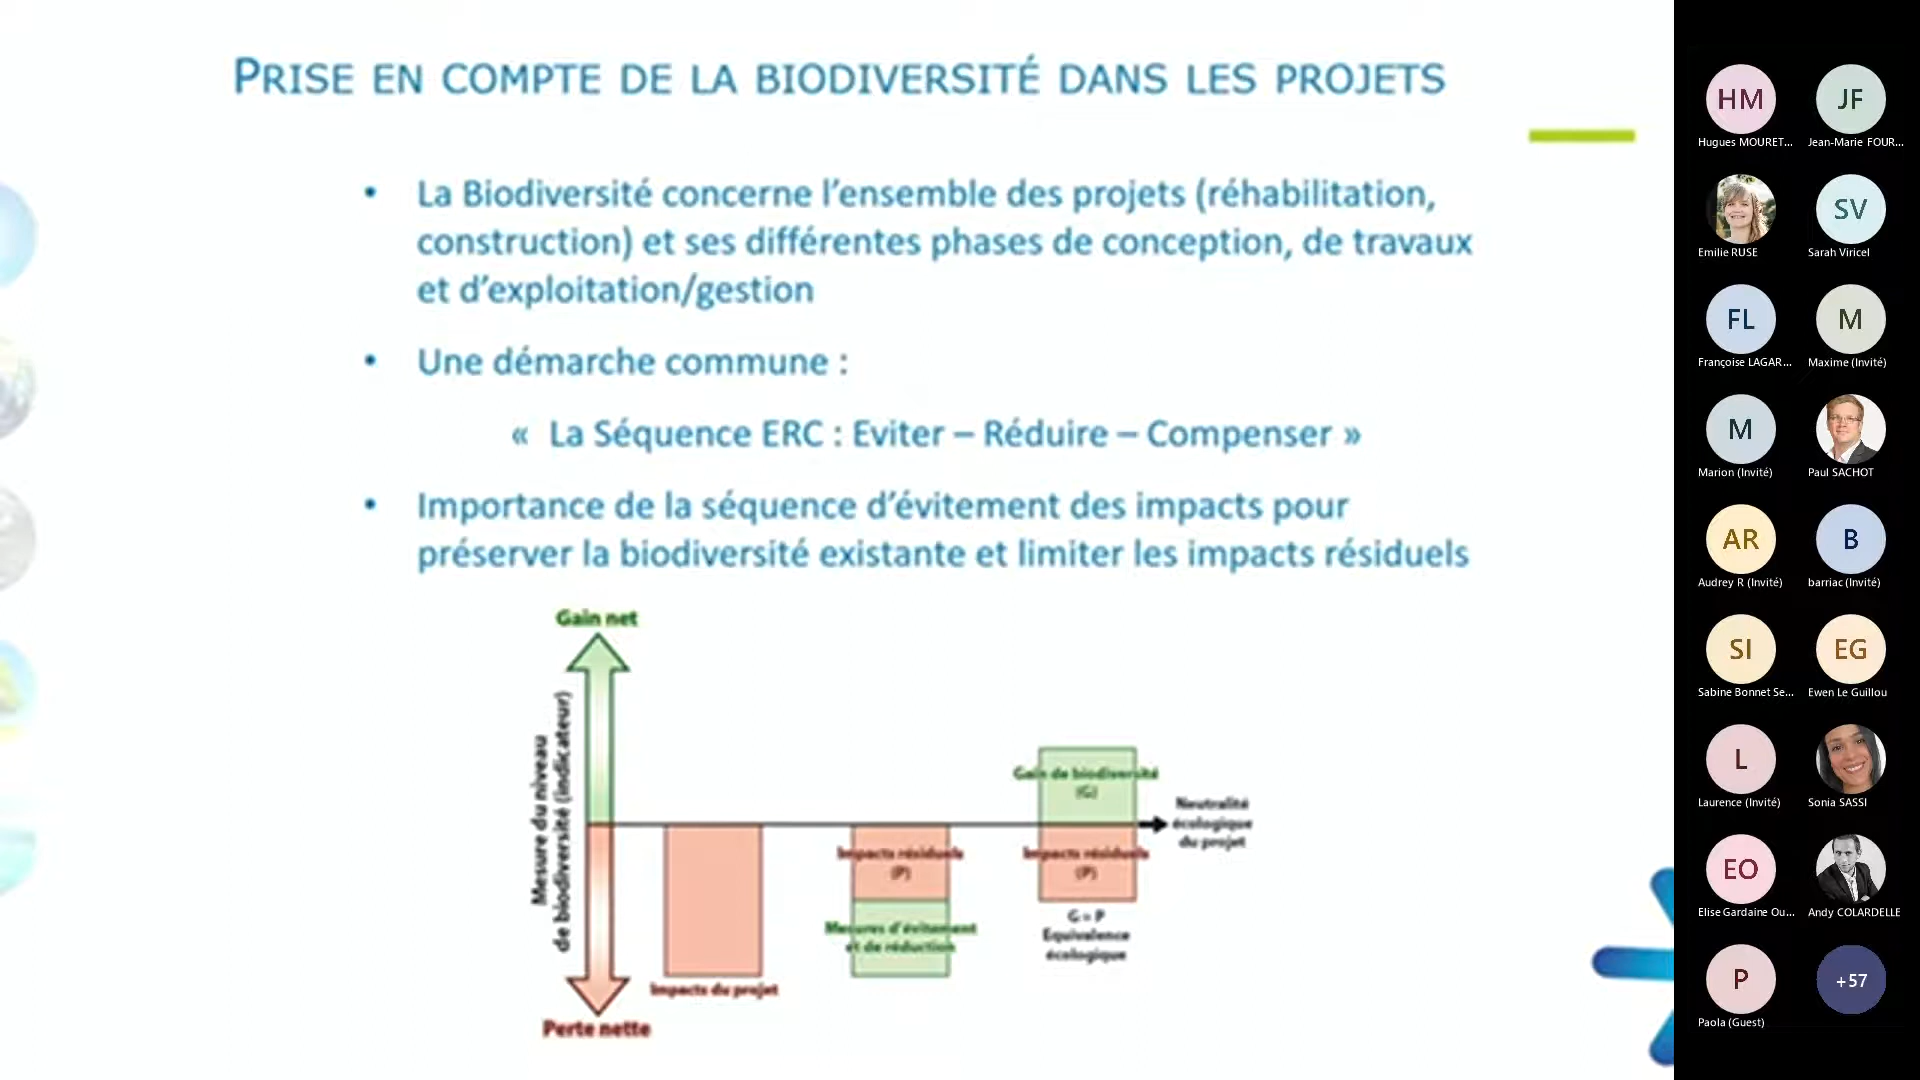 PRISE EN COMPTE DE LA BIODIVERSITÉ DANS LES PROJETS
• La Biodiversité concerne l'ensemble des projets (réhabilitation,
construction) et ses différentes phases de conception, de travaux
et d'exploitation/gestion
• Une démarche commune :
« La Séquence ERC : Eviter – Réduire – Compenser »
• Importance de la séquence d'évitement des impacts pour
préserver la biodiversité existante et limiter les impacts résiduels
Gain net
Mesure du niveau
de biodiversité (indicateur)
Perte nette
Impacts du projet
Impacts résiduels
(P)
Mesures d'évitement
et de réduction
Gain de biodiversité
(G)
Impacts résiduels
(P)
G = P
Equivalence
écologique
Neutralité
écologique
du projet
HM
Hugues MOURET...
JF
Jean-Marie FOUR...
Emilie RUSE
SV
Sarah Viricel
FL
Françoise LAGAR...
M
Maxime (Invité)
M
Marion (Invité)
Paul SACHOT
AR
Audrey R (Invité)
B
barriac (Invité)
SI
Sabine Bonnet Se...
EG
Ewen Le Guillou
L
Laurence (Invité)
Sonia SASSI
EO
Elise Gardaine Ou...
Andy COLARDELLE
P
Paola (Guest)
+57